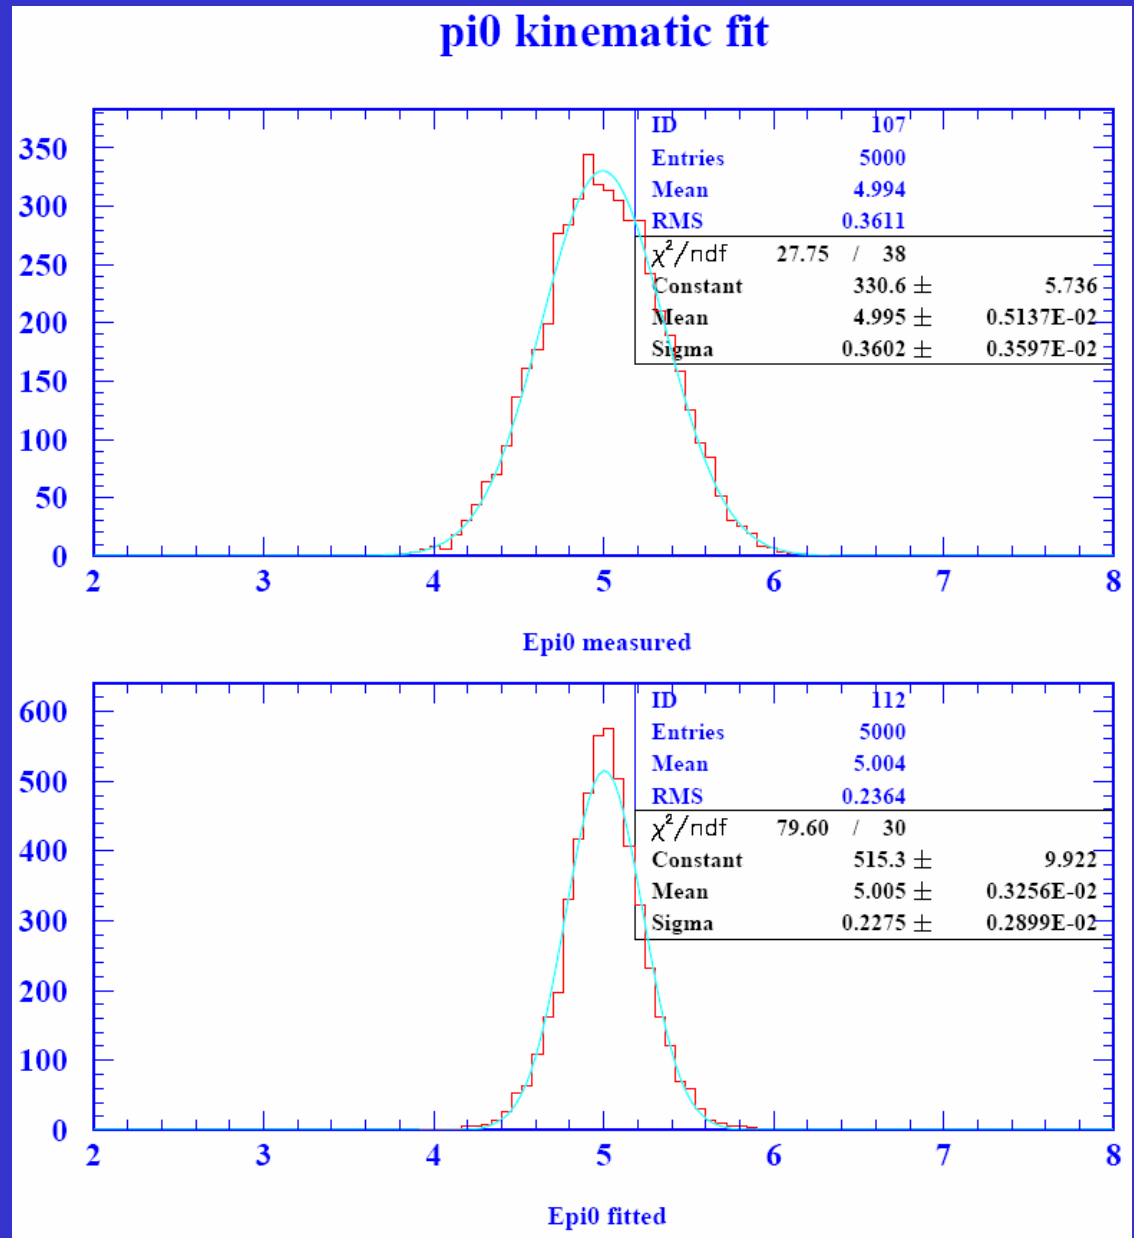 pi0 kinematic fit
ID 107
Entries 5000
Mean 4.994
RMS 0.3611
χ²/ndf 27.75 / 38
Constant 330.6 ± 5.736
Mean 4.995 ± 0.5137E-02
Sigma 0.3602 ± 0.3597E-02
350
300
250
200
150
100
50
0
2 3 4 5 6 7 8
Epi0 measured
ID 112
Entries 5000
Mean 5.004
RMS 0.2364
χ²/ndf 79.60 / 30
Constant 515.3 ± 9.922
Mean 5.005 ± 0.3256E-02
Sigma 0.2275 ± 0.2899E-02
600
500
400
300
200
100
0
2 3 4 5 6 7 8
Epi0 fitted